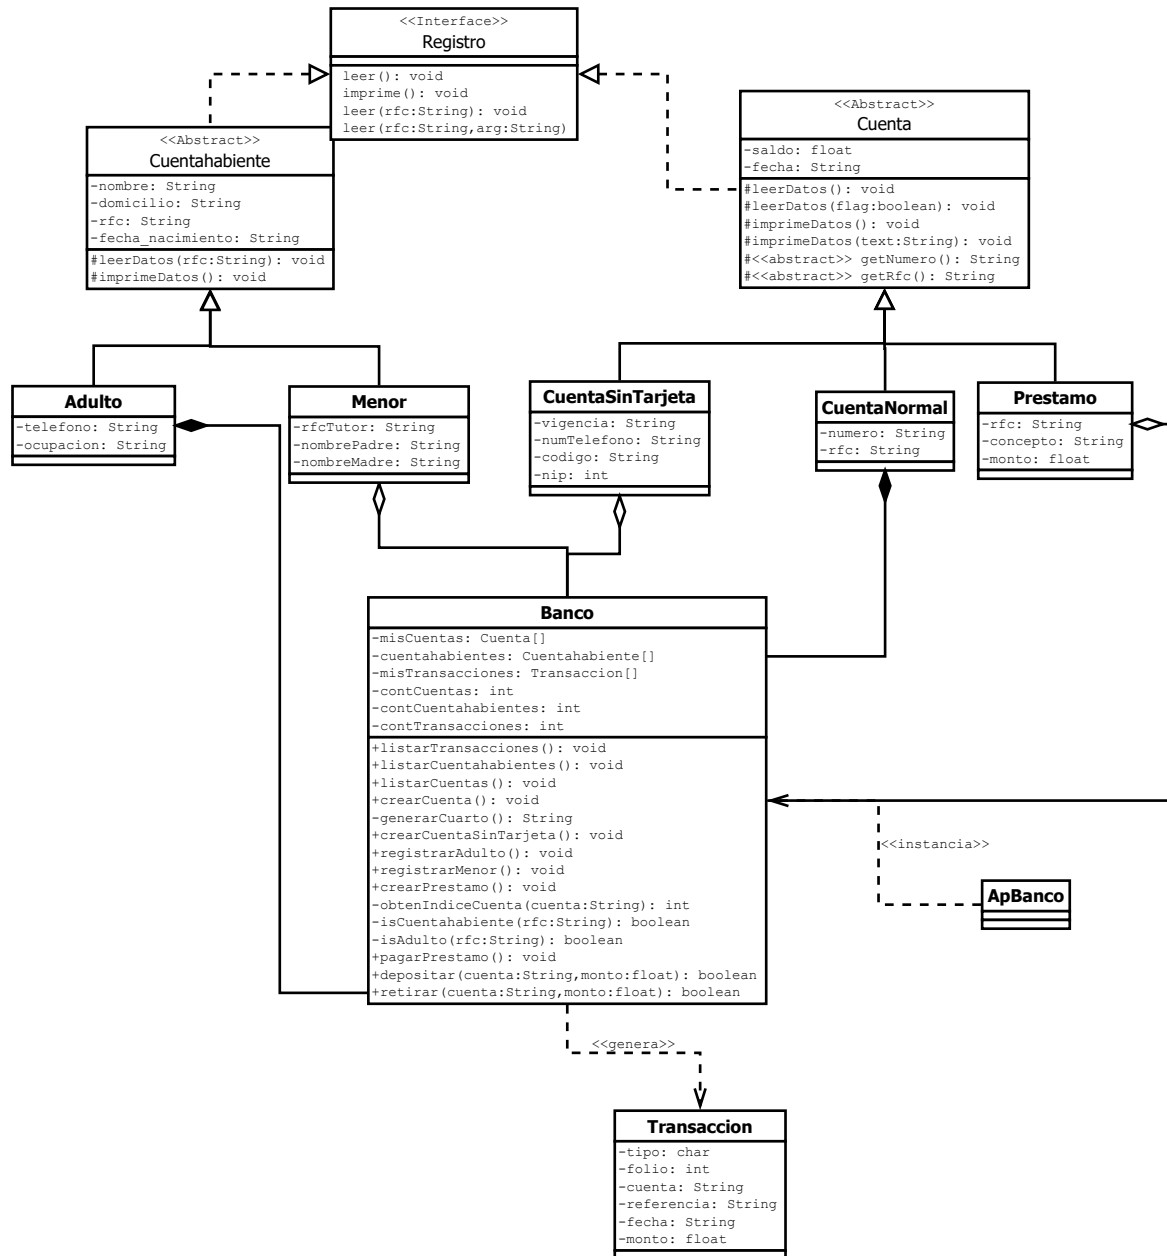 <<Interface>>
Registro
leer(): void
imprime(): void
leer(rfc:String): void
leer(rfc:String,arg:String)
<<Abstract>>
Cuentahabiente
-nombre: String
-domicilio: String
-rfc: String
-fecha_nacimiento: String
#leerDatos(rfc:String): void
#imprimeDatos(): void
<<Abstract>>
Cuenta
-saldo: float
-fecha: String
#leerDatos(): void
#leerDatos(flag:boolean): void
#imprimeDatos(): void
#imprimeDatos(text:String): void
#<<abstract>> getNumero(): String
#<<abstract>> getRfc(): String
Adulto
-telefono: String
-ocupacion: String
Menor
-rfcTutor: String
-nombrePadre: String
-nombreMadre: String
CuentaSinTarjeta
-vigencia: String
-numTelefono: String
-codigo: String
-nip: int
CuentaNormal
-numero: String
-rfc: String
Prestamo
-rfc: String
-concepto: String
-monto: float
Banco
-misCuentas: Cuenta[]
-cuentahabientes: Cuentahabiente[]
-misTransacciones: Transaccion[]
-contCuentas: int
-contCuentahabientes: int
-contTransacciones: int
+listarTransacciones(): void
+listarCuentahabientes(): void
+listarCuentas(): void
+crearCuenta(): void
-generarCuarto(): String
+crearCuentaSinTarjeta(): void
+registrarAdulto(): void
+registrarMenor(): void
+crearPrestamo(): void
-obtenIndiceCuenta(cuenta:String): int
-isCuentahabiente(rfc:String): boolean
-isAdulto(rfc:String): boolean
+pagarPrestamo(): void
+depositar(cuenta:String,monto:float): boolean
+retirar(cuenta:String,monto:float): boolean
<<instancia>>
ApBanco
<<genera>>
Transaccion
-tipo: char
-folio: int
-cuenta: String
-referencia: String
-fecha: String
-monto: float